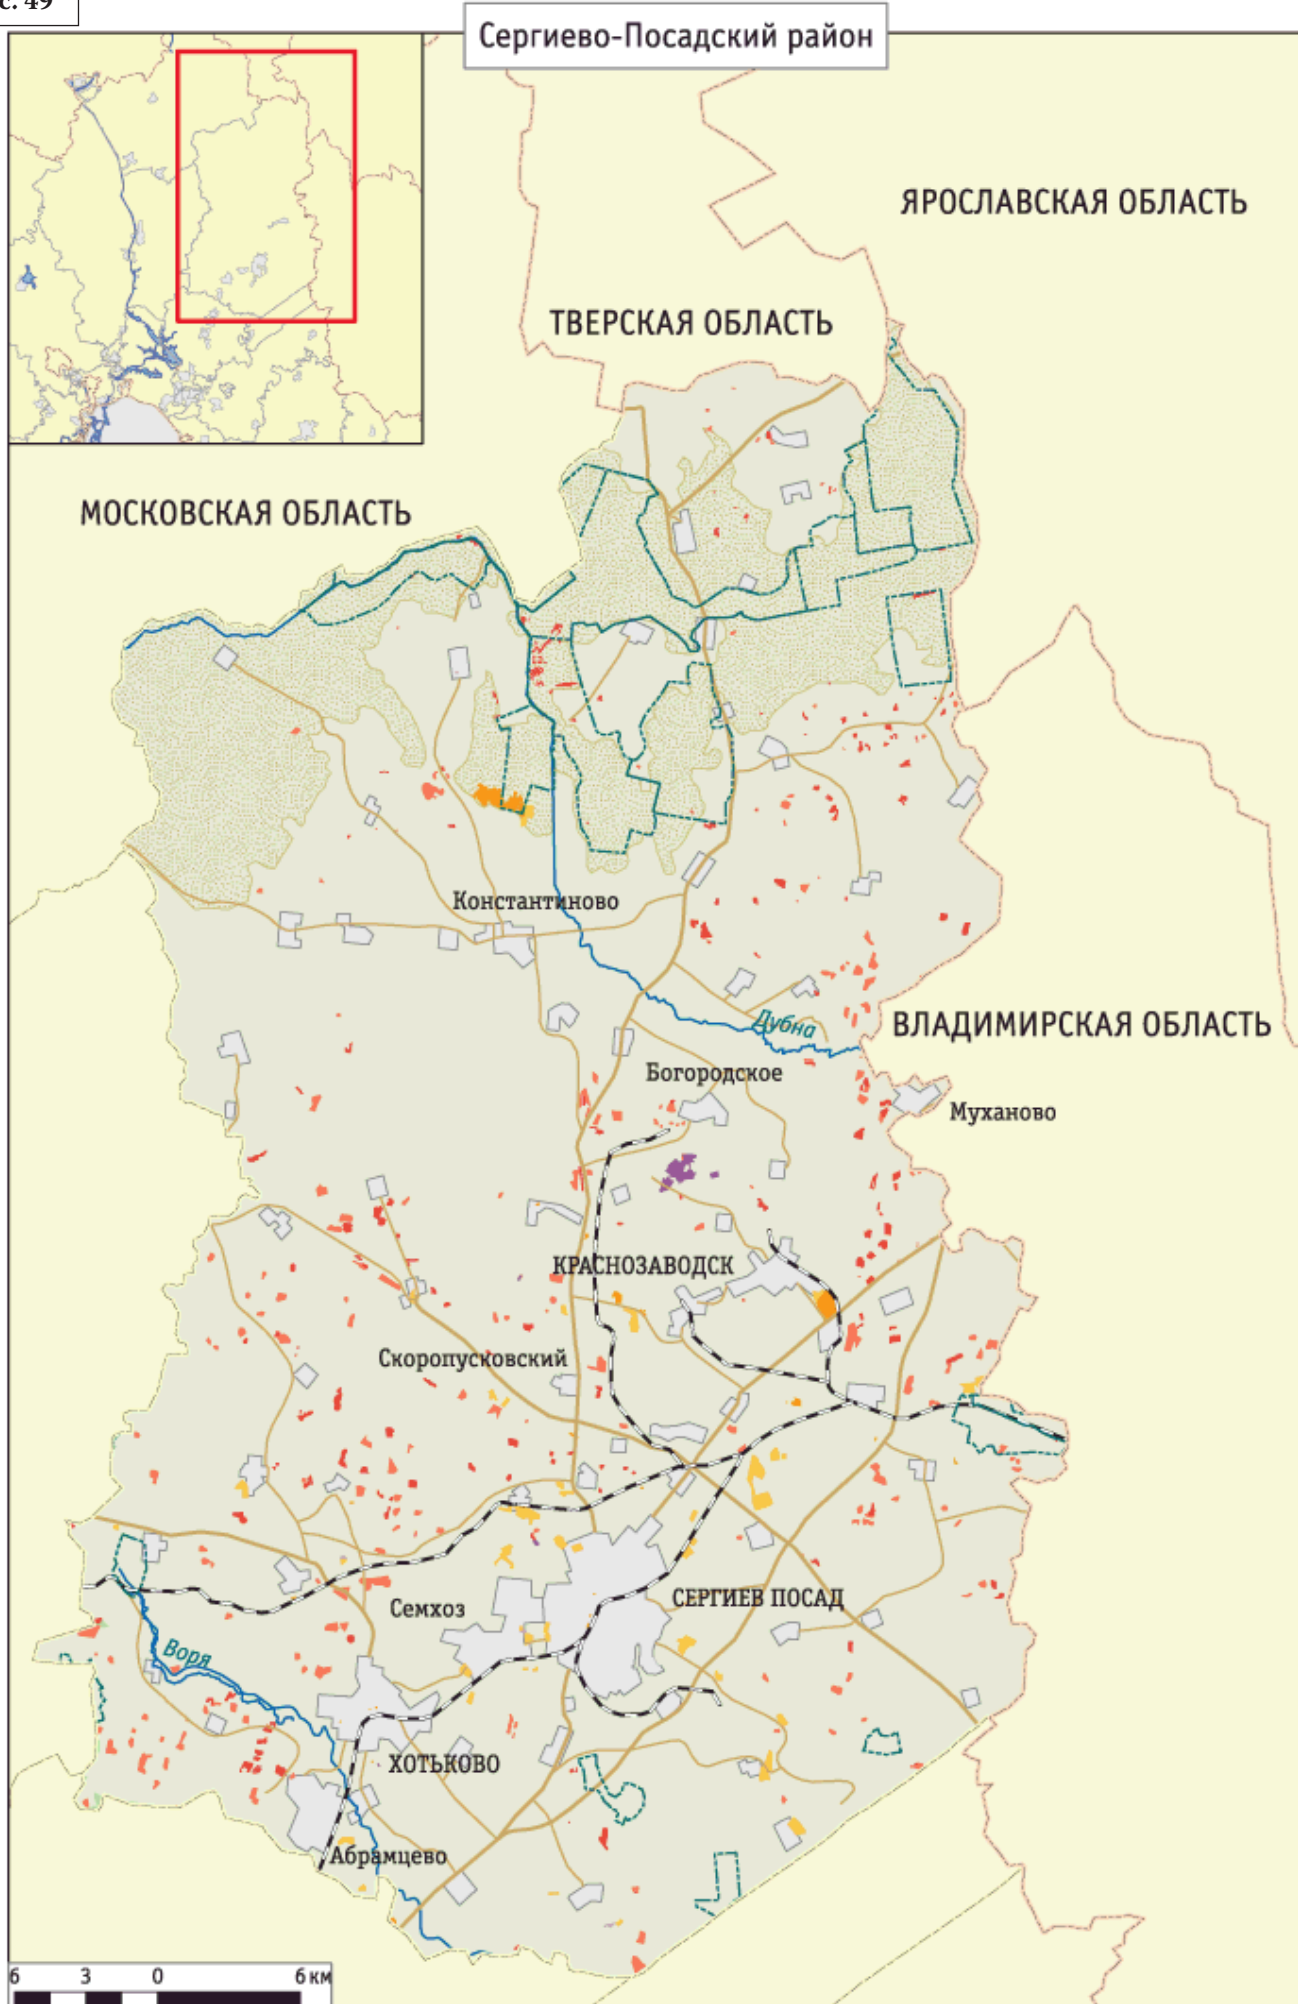 с. 49
Сергиево-Посадский район
ЯРОСЛАВСКАЯ ОБЛАСТЬ
ТВЕРСКАЯ ОБЛАСТЬ
МОСКОВСКАЯ ОБЛАСТЬ
Константиново
Дубна
ВЛАДИМИРСКАЯ ОБЛАСТЬ
Богородское
Муханово
КРАСНОЗАВОДСК
Скоропусковский
СЕРГИЕВ ПОСАД
Семхоз
Воря
ХОТЬКОВО
Абрамцево
6 3 0 6 км